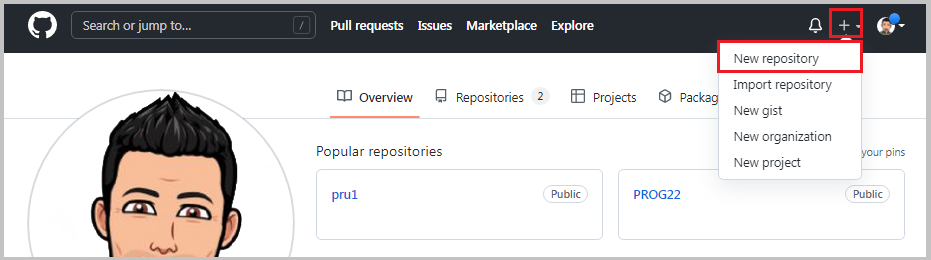 Search or jump to...
/
Pull requests
Issues
Marketplace
Explore
New repository
Import repository
New gist
New organization
New project
Overview
Repositories 2
Projects
Packag
Popular repositories
your pins
pru1
Public
PROG22
Public